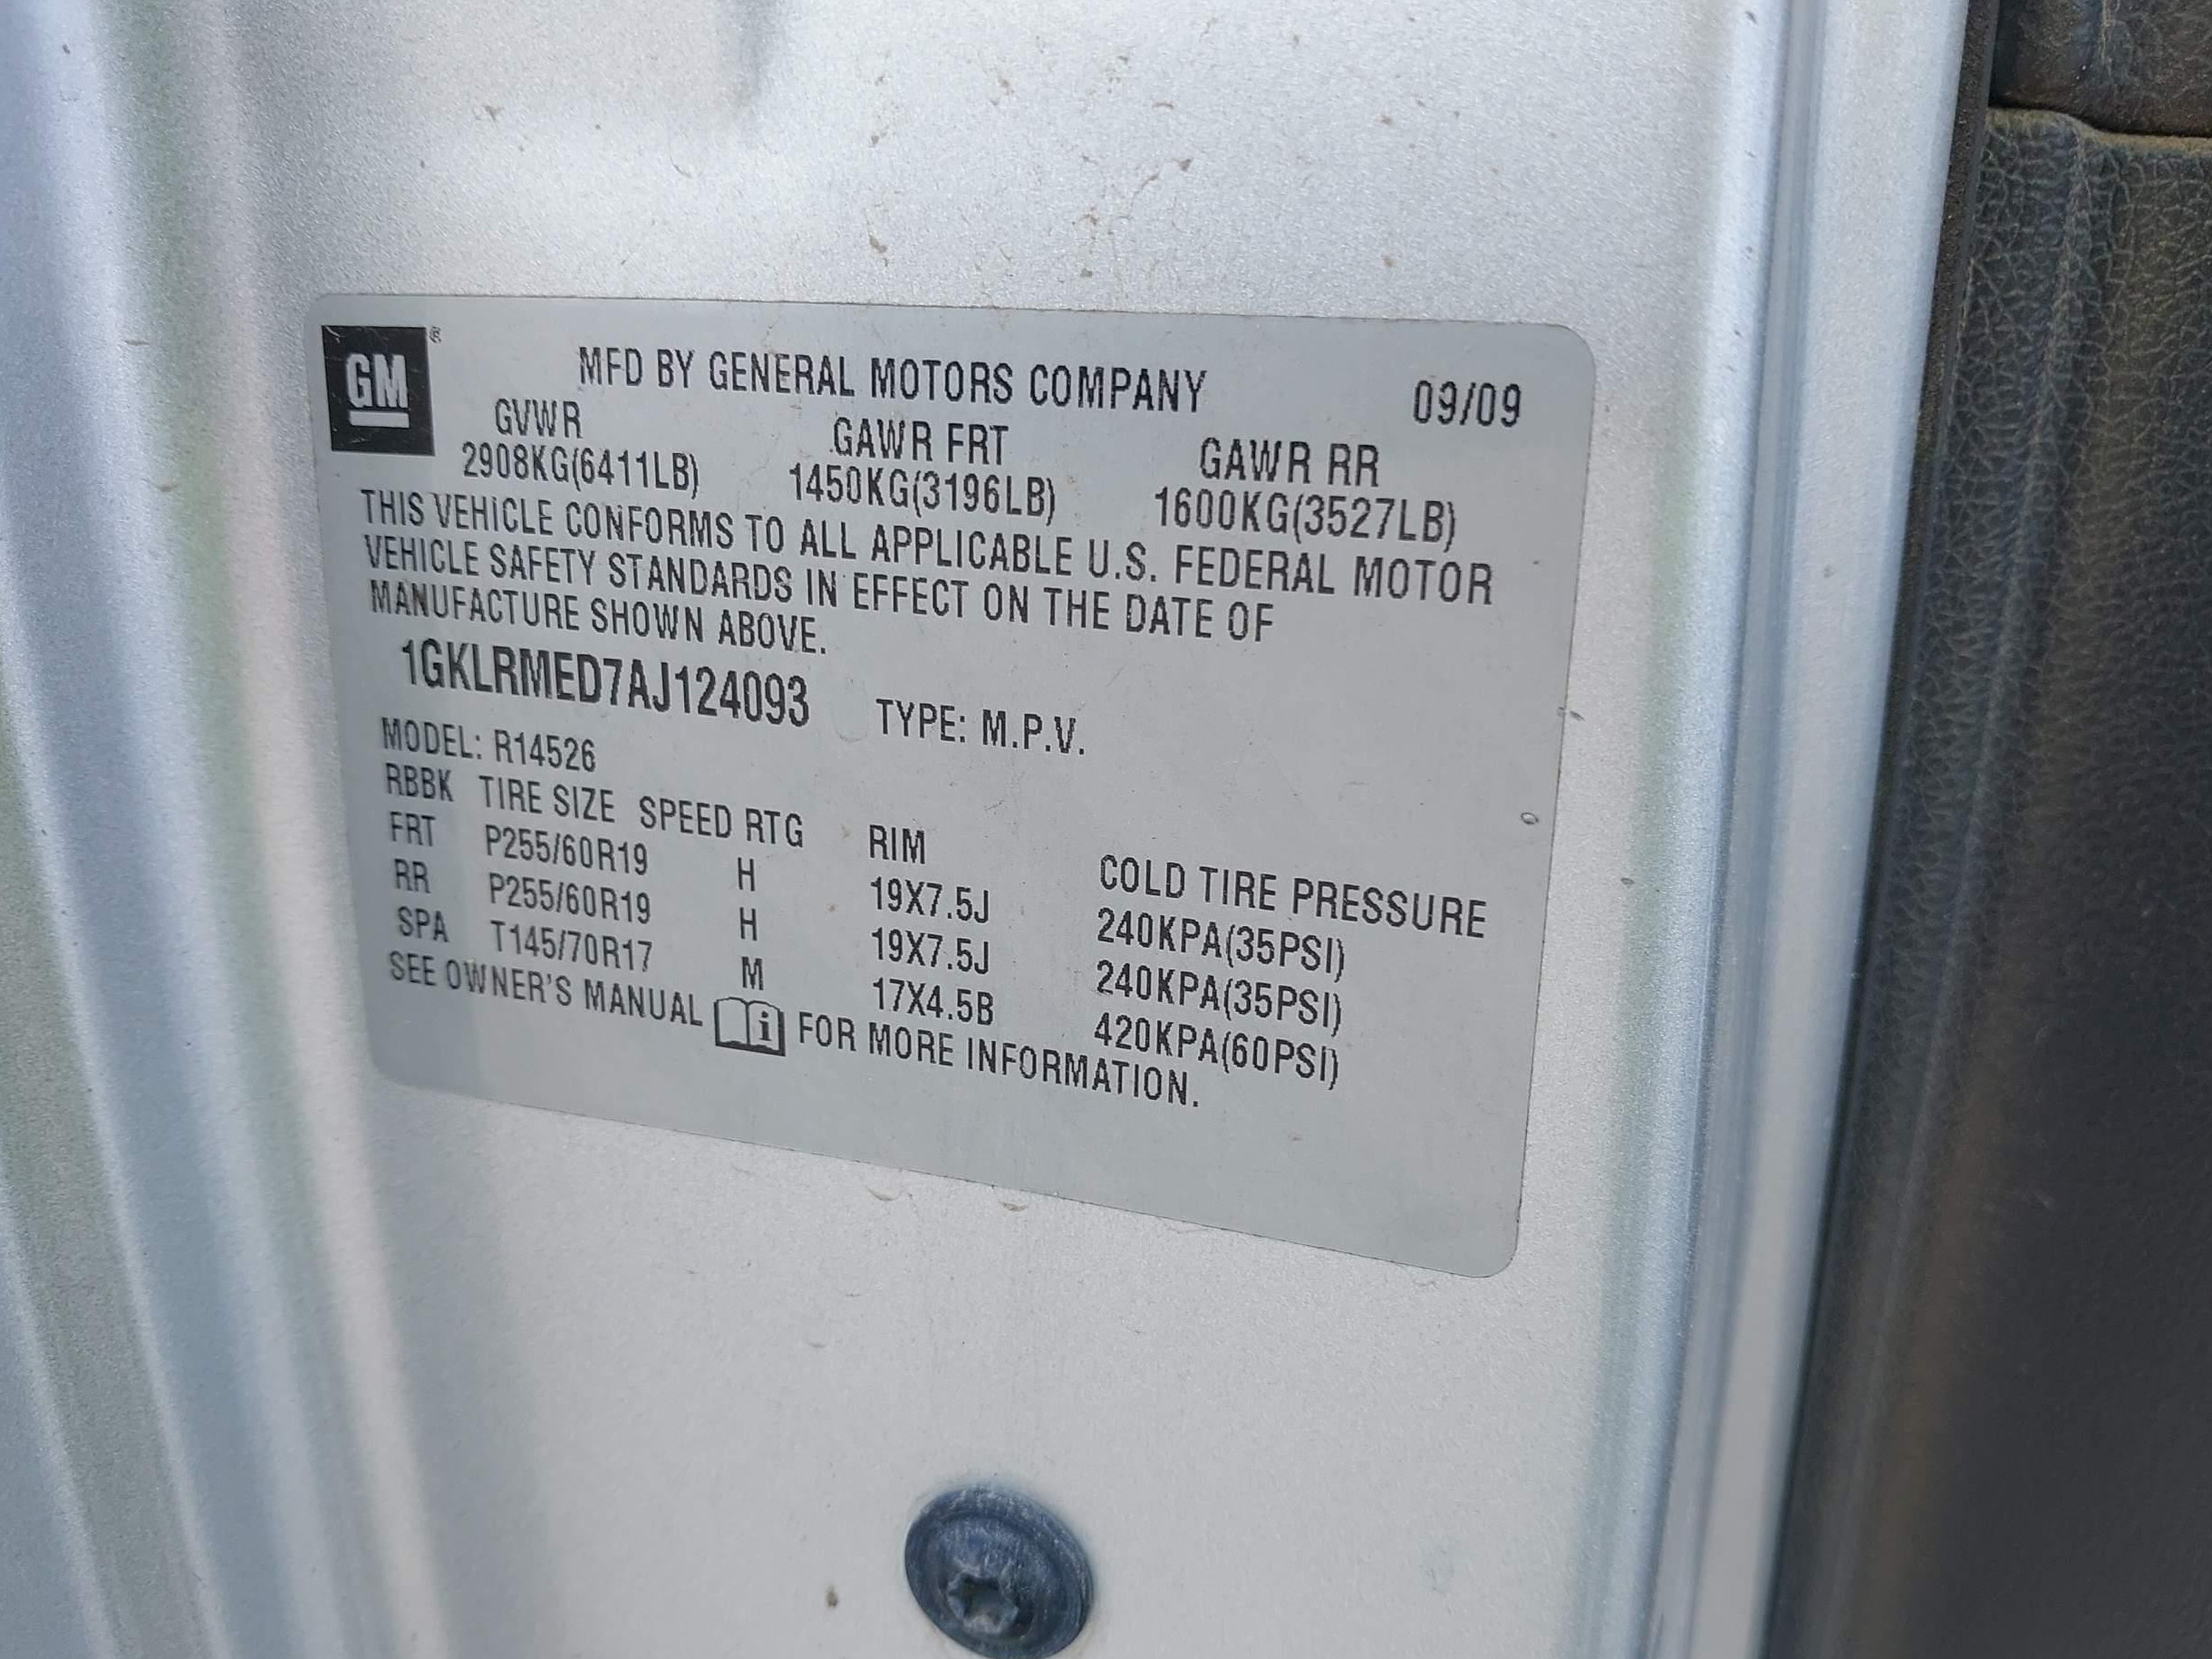 GM ®
MFD BY GENERAL MOTORS COMPANY 09/09
GVWR GAWR FRT GAWR RR
2908KG(6411LB) 1450KG(3196LB) 1600KG(3527LB)
THIS VEHICLE CONFORMS TO ALL APPLICABLE U.S. FEDERAL MOTOR
VEHICLE SAFETY STANDARDS IN EFFECT ON THE DATE OF
MANUFACTURE SHOWN ABOVE.
1GKLRMED7AJ124093 TYPE: M.P.V.
MODEL: R14526
RBBK TIRE SIZE SPEED RTG RIM COLD TIRE PRESSURE
FRT P255/60R19 H 19X7.5J 240KPA(35PSI)
RR P255/60R19 H 19X7.5J 240KPA(35PSI)
SPA T145/70R17 M 17X4.5B 420KPA(60PSI)
SEE OWNER'S MANUAL i FOR MORE INFORMATION.